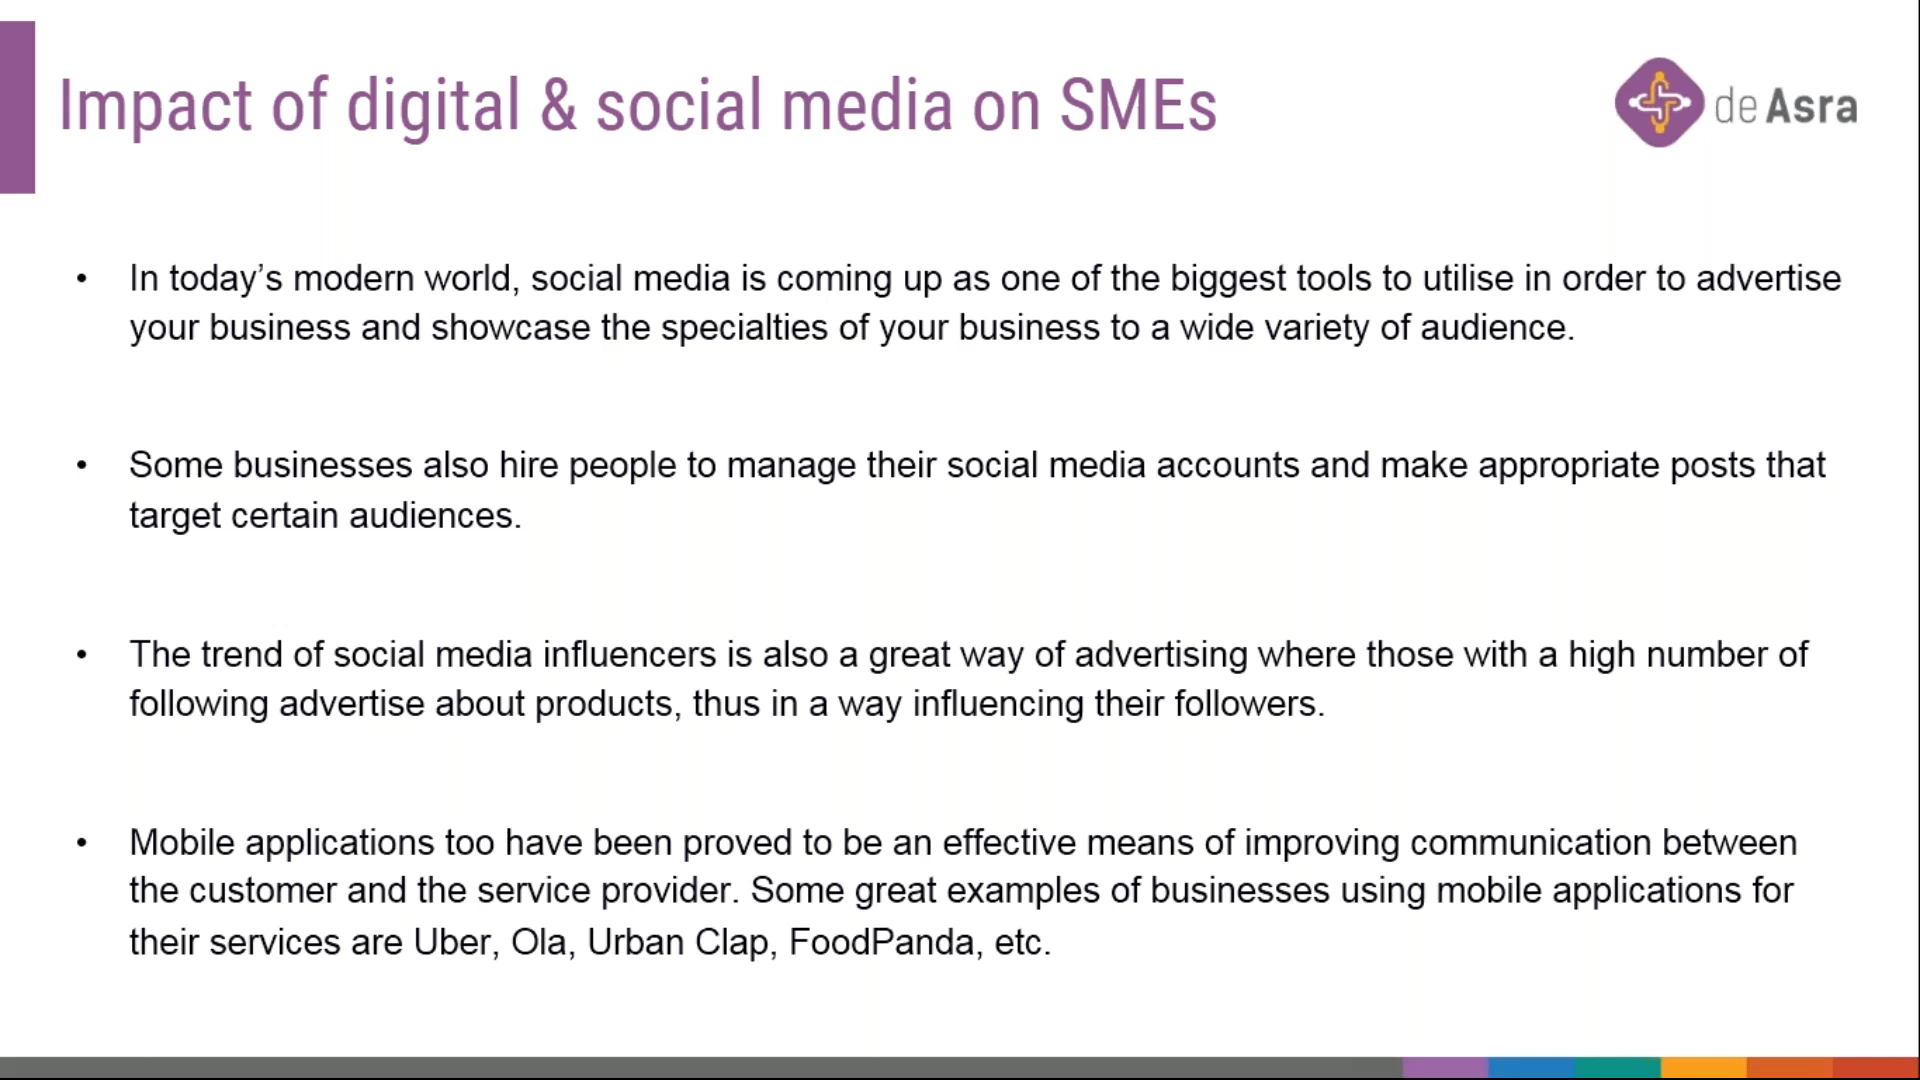 Impact of digital & social media on SMEs
de Asra
• In today’s modern world, social media is coming up as one of the biggest tools to utilise in order to advertise
your business and showcase the specialties of your business to a wide variety of audience.
• Some businesses also hire people to manage their social media accounts and make appropriate posts that
target certain audiences.
• The trend of social media influencers is also a great way of advertising where those with a high number of
following advertise about products, thus in a way influencing their followers.
• Mobile applications too have been proved to be an effective means of improving communication between
the customer and the service provider. Some great examples of businesses using mobile applications for
their services are Uber, Ola, Urban Clap, FoodPanda, etc.